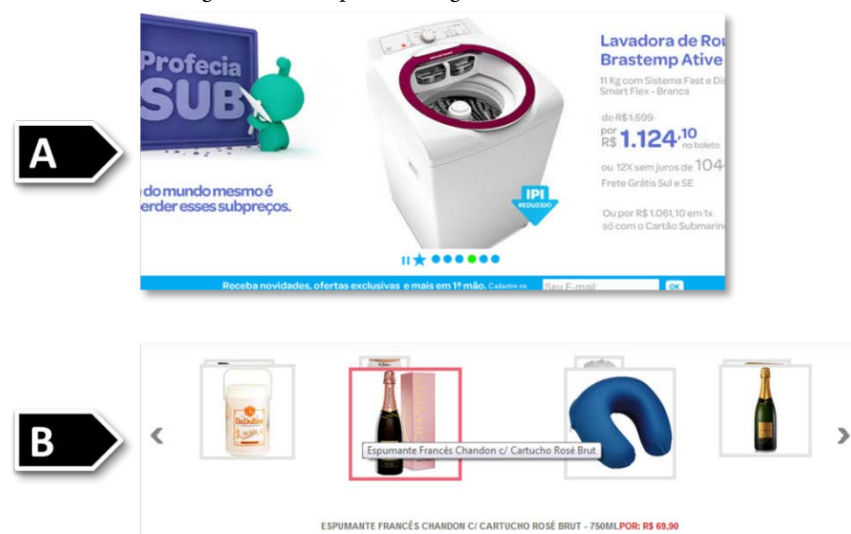 A
Profecia
SUB
do mundo mesmo é
erder esses subpreços.
IPI
REDUZIDO
Lavadora de Rou
Brastemp Ative
11 Kg com Sistema Fast e Dis
Smart Flex - Branca
de R$ 1.599
por R$ 1.124,10 no boleto
ou 12X sem juros de 104
Frete Grátis Sul e SE
Ou por R$ 1.061,10 em 1x
só com o Cartão Submarin
Receba novidades, ofertas exclusivas e mais em 1ª mão. Cadastre-se Seu E-mail: OK
B
Espumante Francês Chandon c/ Cartucho Rosé Brut
ESPUMANTE FRANCÊS CHANDON C/ CARTUCHO ROSÉ BRUT - 750ML POR: R$ 69,90